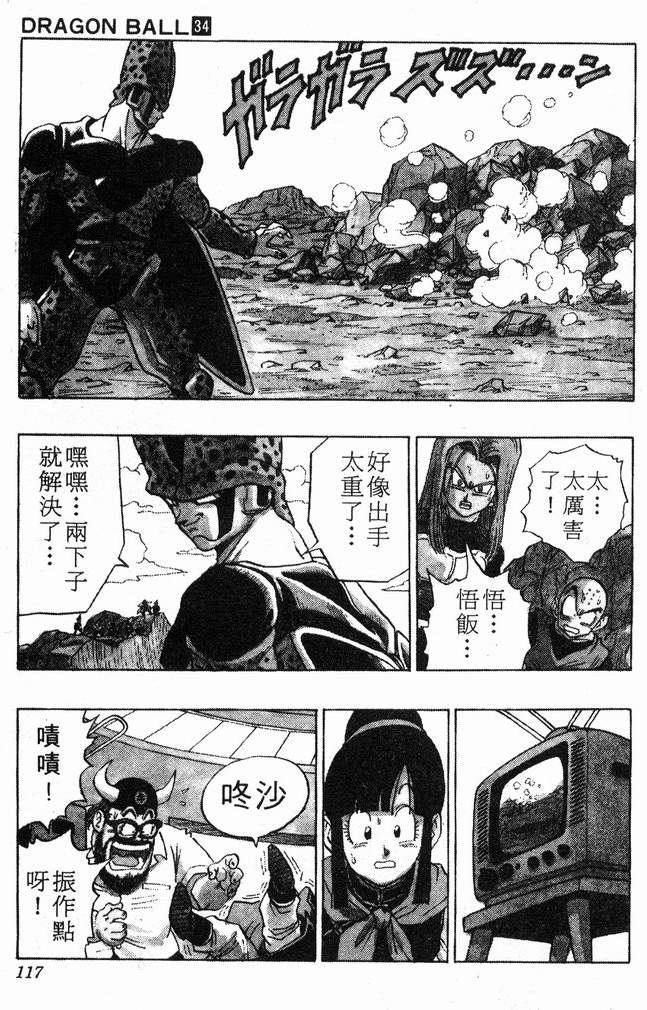 DRAGON BALL 34
ガラガラ ズズ・・・・ン
太…
太厲害
了！
悟…
悟飯…
好像出手
太重了…
嘿嘿…兩下子
就解決了…
咚沙
嘖嘖！
振作點
呀！
117